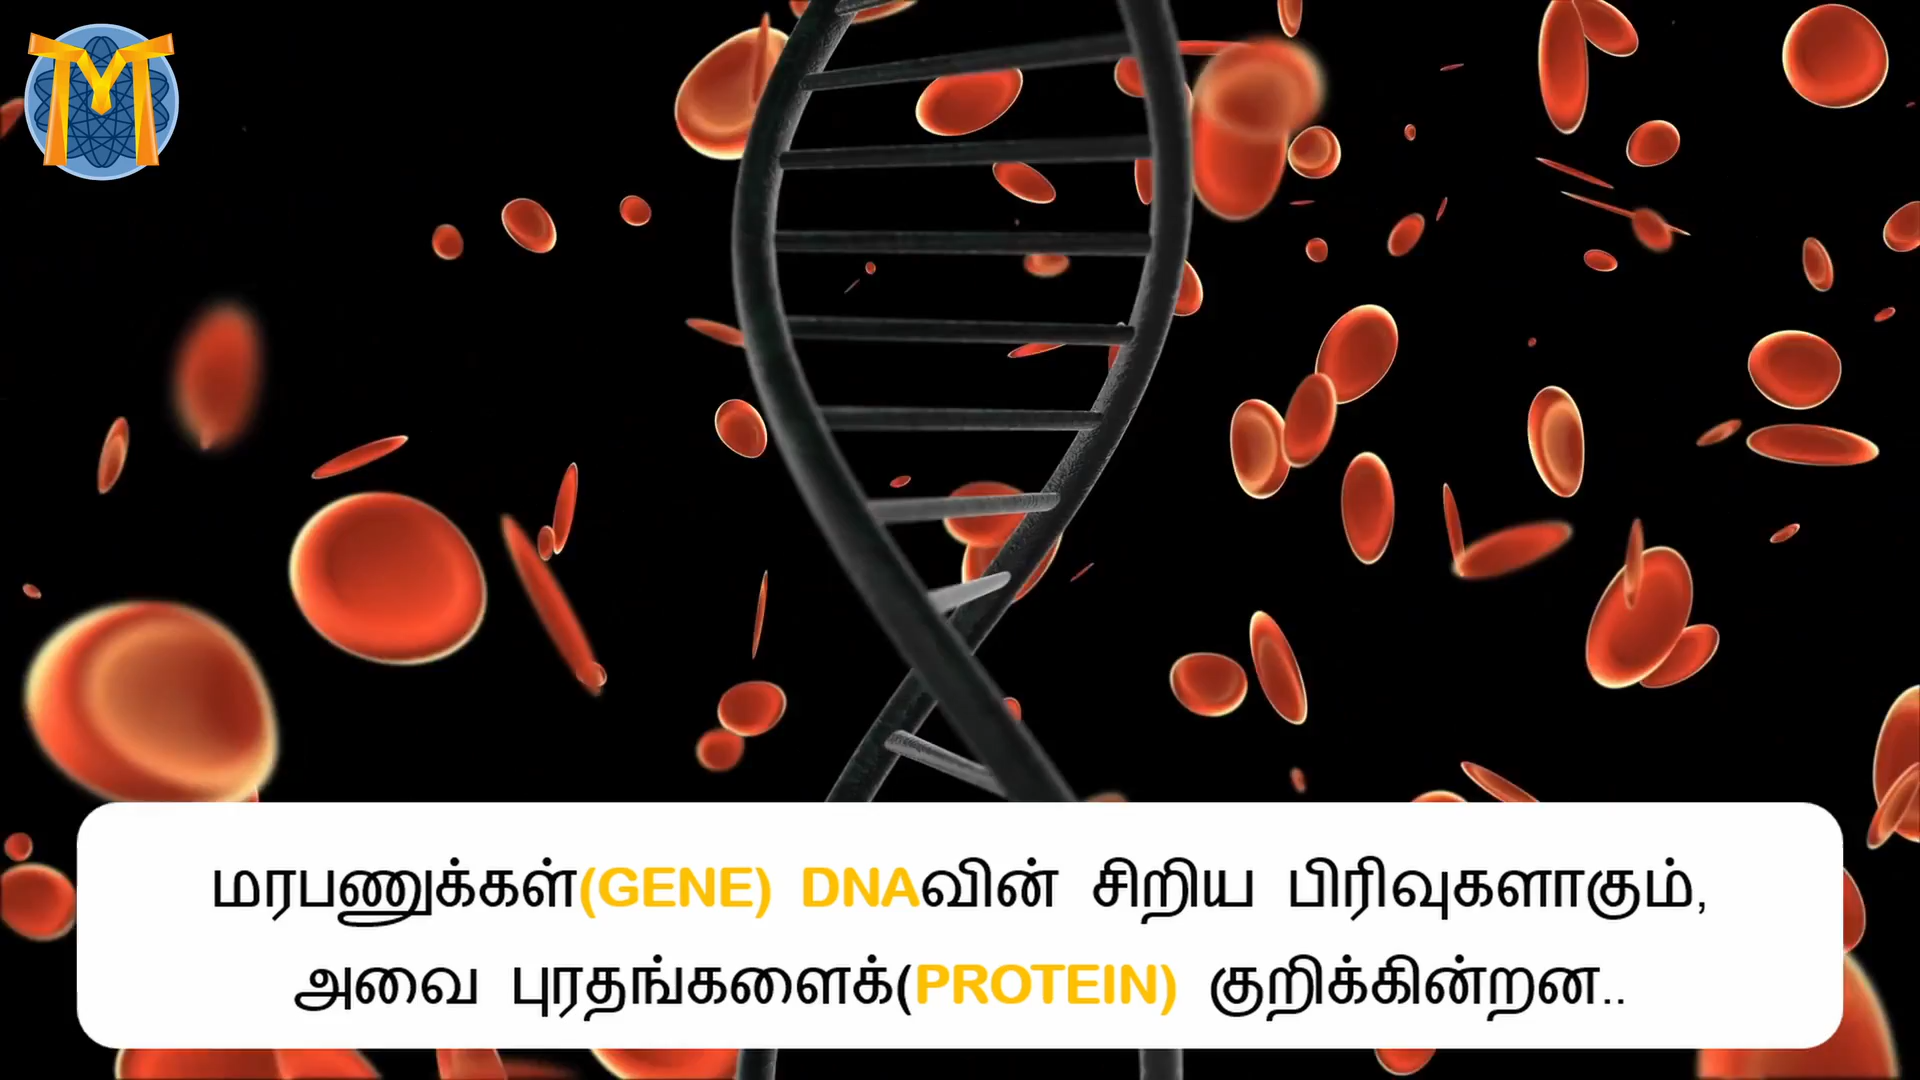 மரபணுக்கள்(GENE) DNAவின் சிறிய பிரிவுகளாகும்,
அவை புரதங்களைக்(PROTEIN) குறிக்கின்றன..